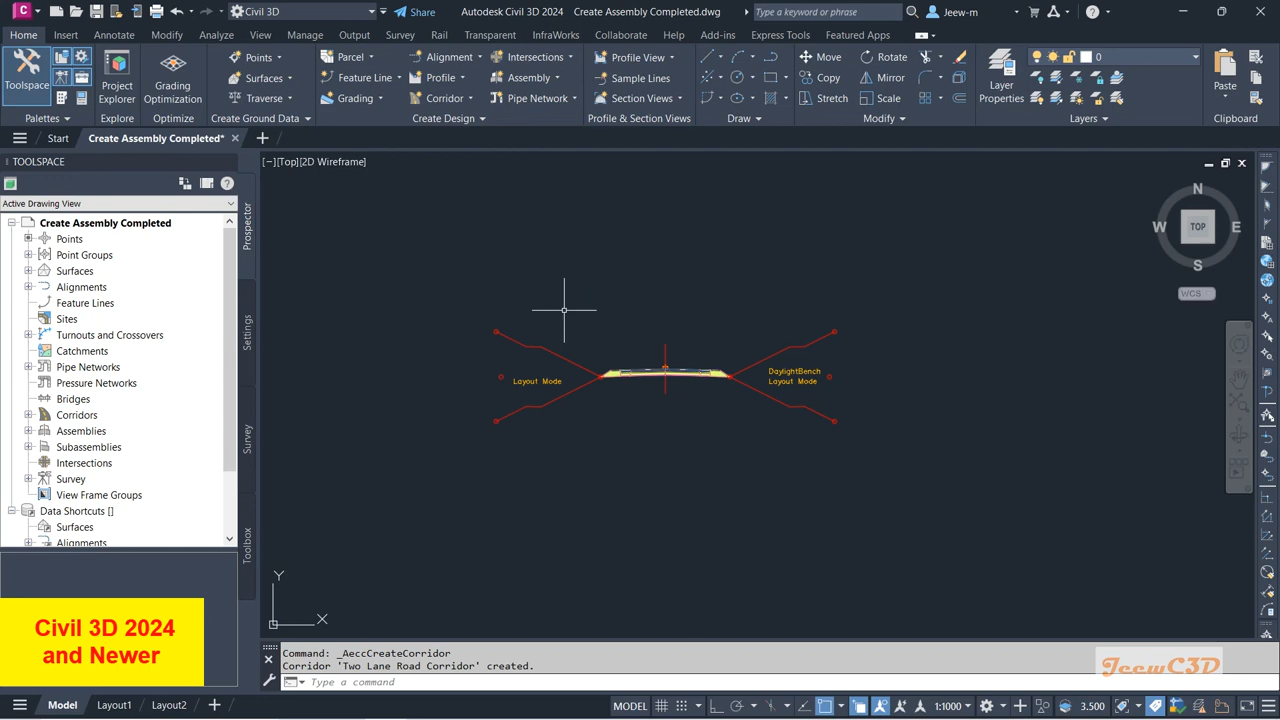 Civil 3D
Share
Autodesk Civil 3D 2024 Create Assembly Completed.dwg
Type a keyword or phrase
Jeew-m
Home Insert Annotate Modify Analyze View Manage Output Survey Rail Transparent InfraWorks Collaborate Help Add-ins Express Tools Featured Apps
Toolspace
Palettes
Project
Explorer
Explore
Grading
Optimization
Optimize
Points
Surfaces
Traverse
Create Ground Data
Parcel
Feature Line
Grading
Alignment
Profile
Corridor
Intersections
Assembly
Pipe Network
Create Design
Profile View
Sample Lines
Section Views
Profile & Section Views
Draw
Move
Copy
Stretch
Rotate
Mirror
Scale
Modify
Layer
Properties
0
Layers
Paste
Clipboard
Start
Create Assembly Completed*
TOOLSPACE
Active Drawing View
Create Assembly Completed
Points
Point Groups
Surfaces
Alignments
Feature Lines
Sites
Turnouts and Crossovers
Catchments
Pipe Networks
Pressure Networks
Bridges
Corridors
Assemblies
Subassemblies
Intersections
Survey
View Frame Groups
Data Shortcuts []
Surfaces
Alignments
Prospector
Settings
Survey
Toolbox
[−][Top][2D Wireframe]
N
W TOP E
S
WCS
Layout Mode
DaylightBench
Layout Mode
Y
X
Civil 3D 2024
and Newer
Command: _AeccCreateCorridor
Corridor 'Two Lane Road Corridor' created.
Type a command
JeewC3D
Model Layout1 Layout2
MODEL
1:1000
3.500